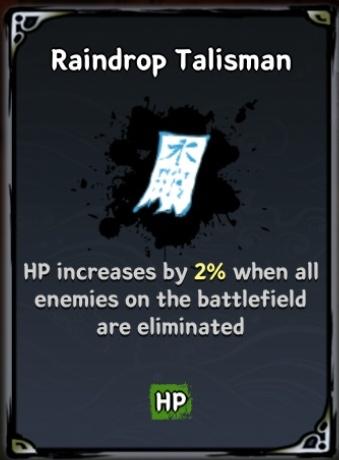 Raindrop Talisman
HP increases by 2% when all
enemies on the battlefield
are eliminated
HP